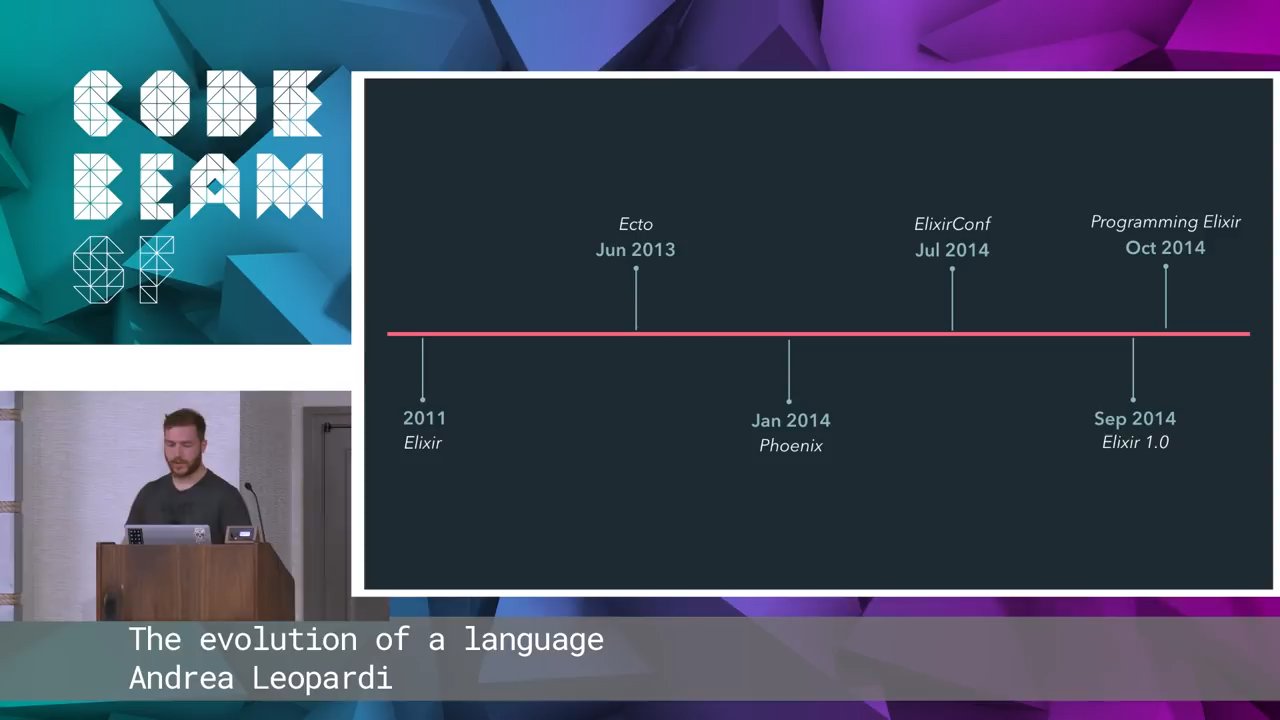 CODE
BEAM
SF
Ecto
Jun 2013
ElixirConf
Jul 2014
Programming Elixir
Oct 2014
2011
Elixir
Jan 2014
Phoenix
Sep 2014
Elixir 1.0
The evolution of a language
Andrea Leopardi